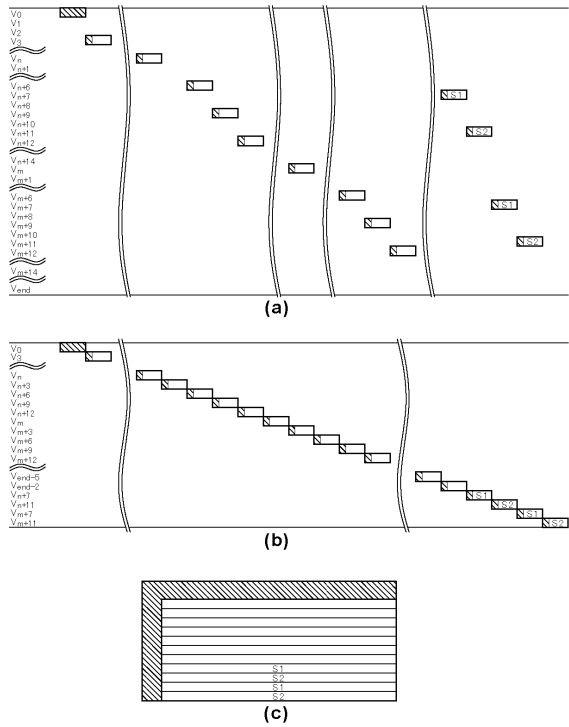 V0
V1
V2
V3
Vn
Vn+1
Vn+6
Vn+7
Vn+8
Vn+9
Vn+10
Vn+11
Vn+12
Vn+14
Vm
Vm+1
Vm+6
Vm+7
Vm+8
Vm+9
Vm+10
Vm+11
Vm+12
Vm+14
Vend
S1
S2
S1
S2
(a)
V0
V3
Vn
Vn+3
Vn+6
Vn+9
Vn+12
Vm
Vm+3
Vm+6
Vm+9
Vm+12
Vend-5
Vend-2
Vn+7
Vn+11
Vm+7
Vm+11
S1
S2
S1
S2
(b)
S1
S2
S1
S2
(c)